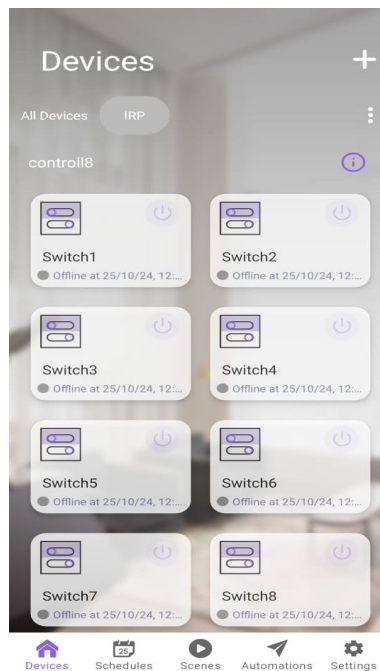 Devices
All Devices IRP
controll8
Switch1 Switch2
Offline at 25/10/24, 12:... Offline at 25/10/24, 12:...
Switch3 Switch4
Offline at 25/10/24, 12:... Offline at 25/10/24, 12:...
Switch5 Switch6
Offline at 25/10/24, 12:... Offline at 25/10/24, 12:...
Switch7 Switch8
Offline at 25/10/24, 12:... Offline at 25/10/24, 12:...
25
Devices Schedules Scenes Automations Settings